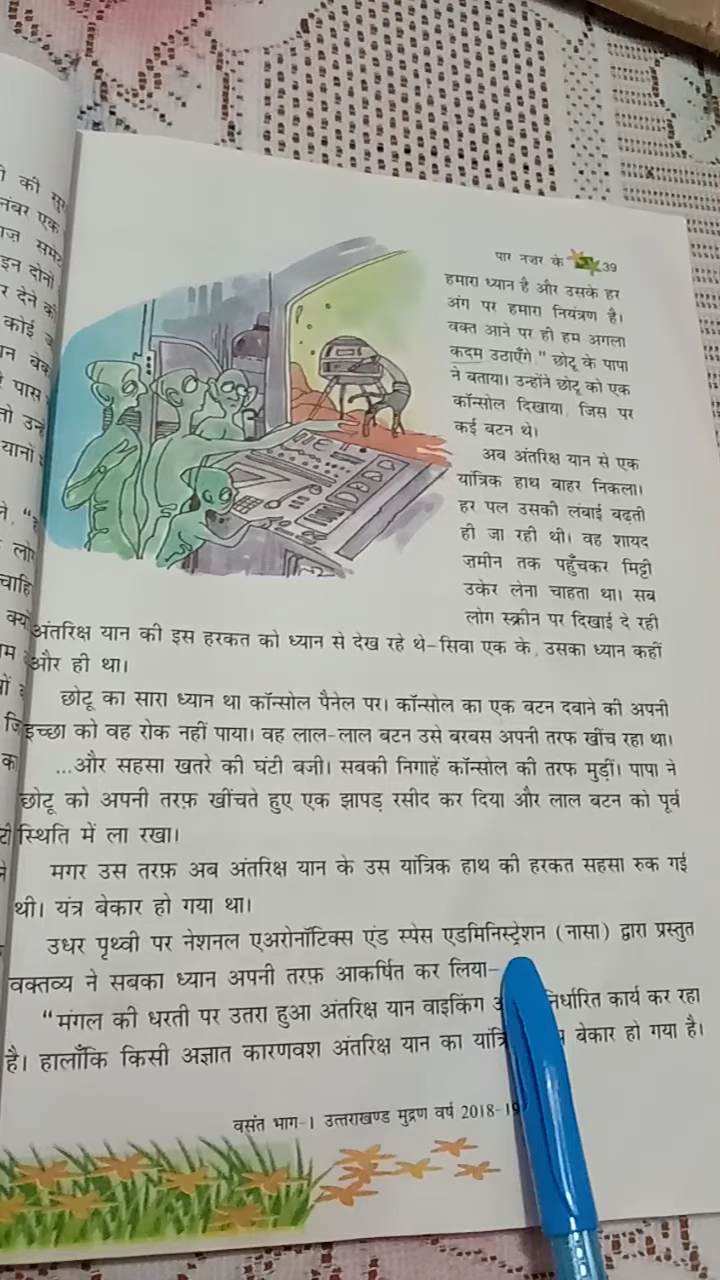 पार नज़र के 39
हमारा ध्यान है और उसके हर
अंग पर हमारा नियंत्रण है।
वक्त आने पर ही हम अगला
कदम उठाएँगे" छोटू के पापा
ने बताया। उन्होंने छोटू को एक
कॉन्सोल दिखाया, जिस पर
कई बटन थे।
अब अंतरिक्ष यान से एक
यांत्रिक हाथ बाहर निकला।
हर पल उसकी लंबाई बढ़ती
ही जा रही थी। वह शायद
ज़मीन तक पहुँचकर मिट्टी
उकेर लेना चाहता था। सब
लोग स्क्रीन पर दिखाई दे रही
अंतरिक्ष यान की इस हरकत को ध्यान से देख रहे थे-सिवा एक के, उसका ध्यान कहीं
और ही था।
छोटू का सारा ध्यान था कॉन्सोल पैनेल पर। कॉन्सोल का एक बटन दबाने की अपनी
इच्छा को वह रोक नहीं पाया। वह लाल-लाल बटन उसे बरबस अपनी तरफ खींच रहा था।
...और सहसा खतरे की घंटी बजी। सबकी निगाहें कॉन्सोल की तरफ मुड़ीं। पापा ने
छोटू को अपनी तरफ़ खींचते हुए एक झापड़ रसीद कर दिया और लाल बटन को पूर्व
स्थिति में ला रखा।
मगर उस तरफ़ अब अंतरिक्ष यान के उस यांत्रिक हाथ की हरकत सहसा रुक गई
थी। यंत्र बेकार हो गया था।
उधर पृथ्वी पर नेशनल एअरोनॉटिक्स एंड स्पेस एडमिनिस्ट्रेशन (नासा) द्वारा प्रस्तुत
वक्तव्य ने सबका ध्यान अपनी तरफ़ आकर्षित कर लिया-
"मंगल की धरती पर उतरा हुआ अंतरिक्ष यान वाइकिंग निर्धारित कार्य कर रहा
है। हालाँकि किसी अज्ञात कारणवश अंतरिक्ष यान का बेकार हो गया है।
वसंत भाग-1 उत्तराखण्ड मुद्रण वर्ष 2018-19